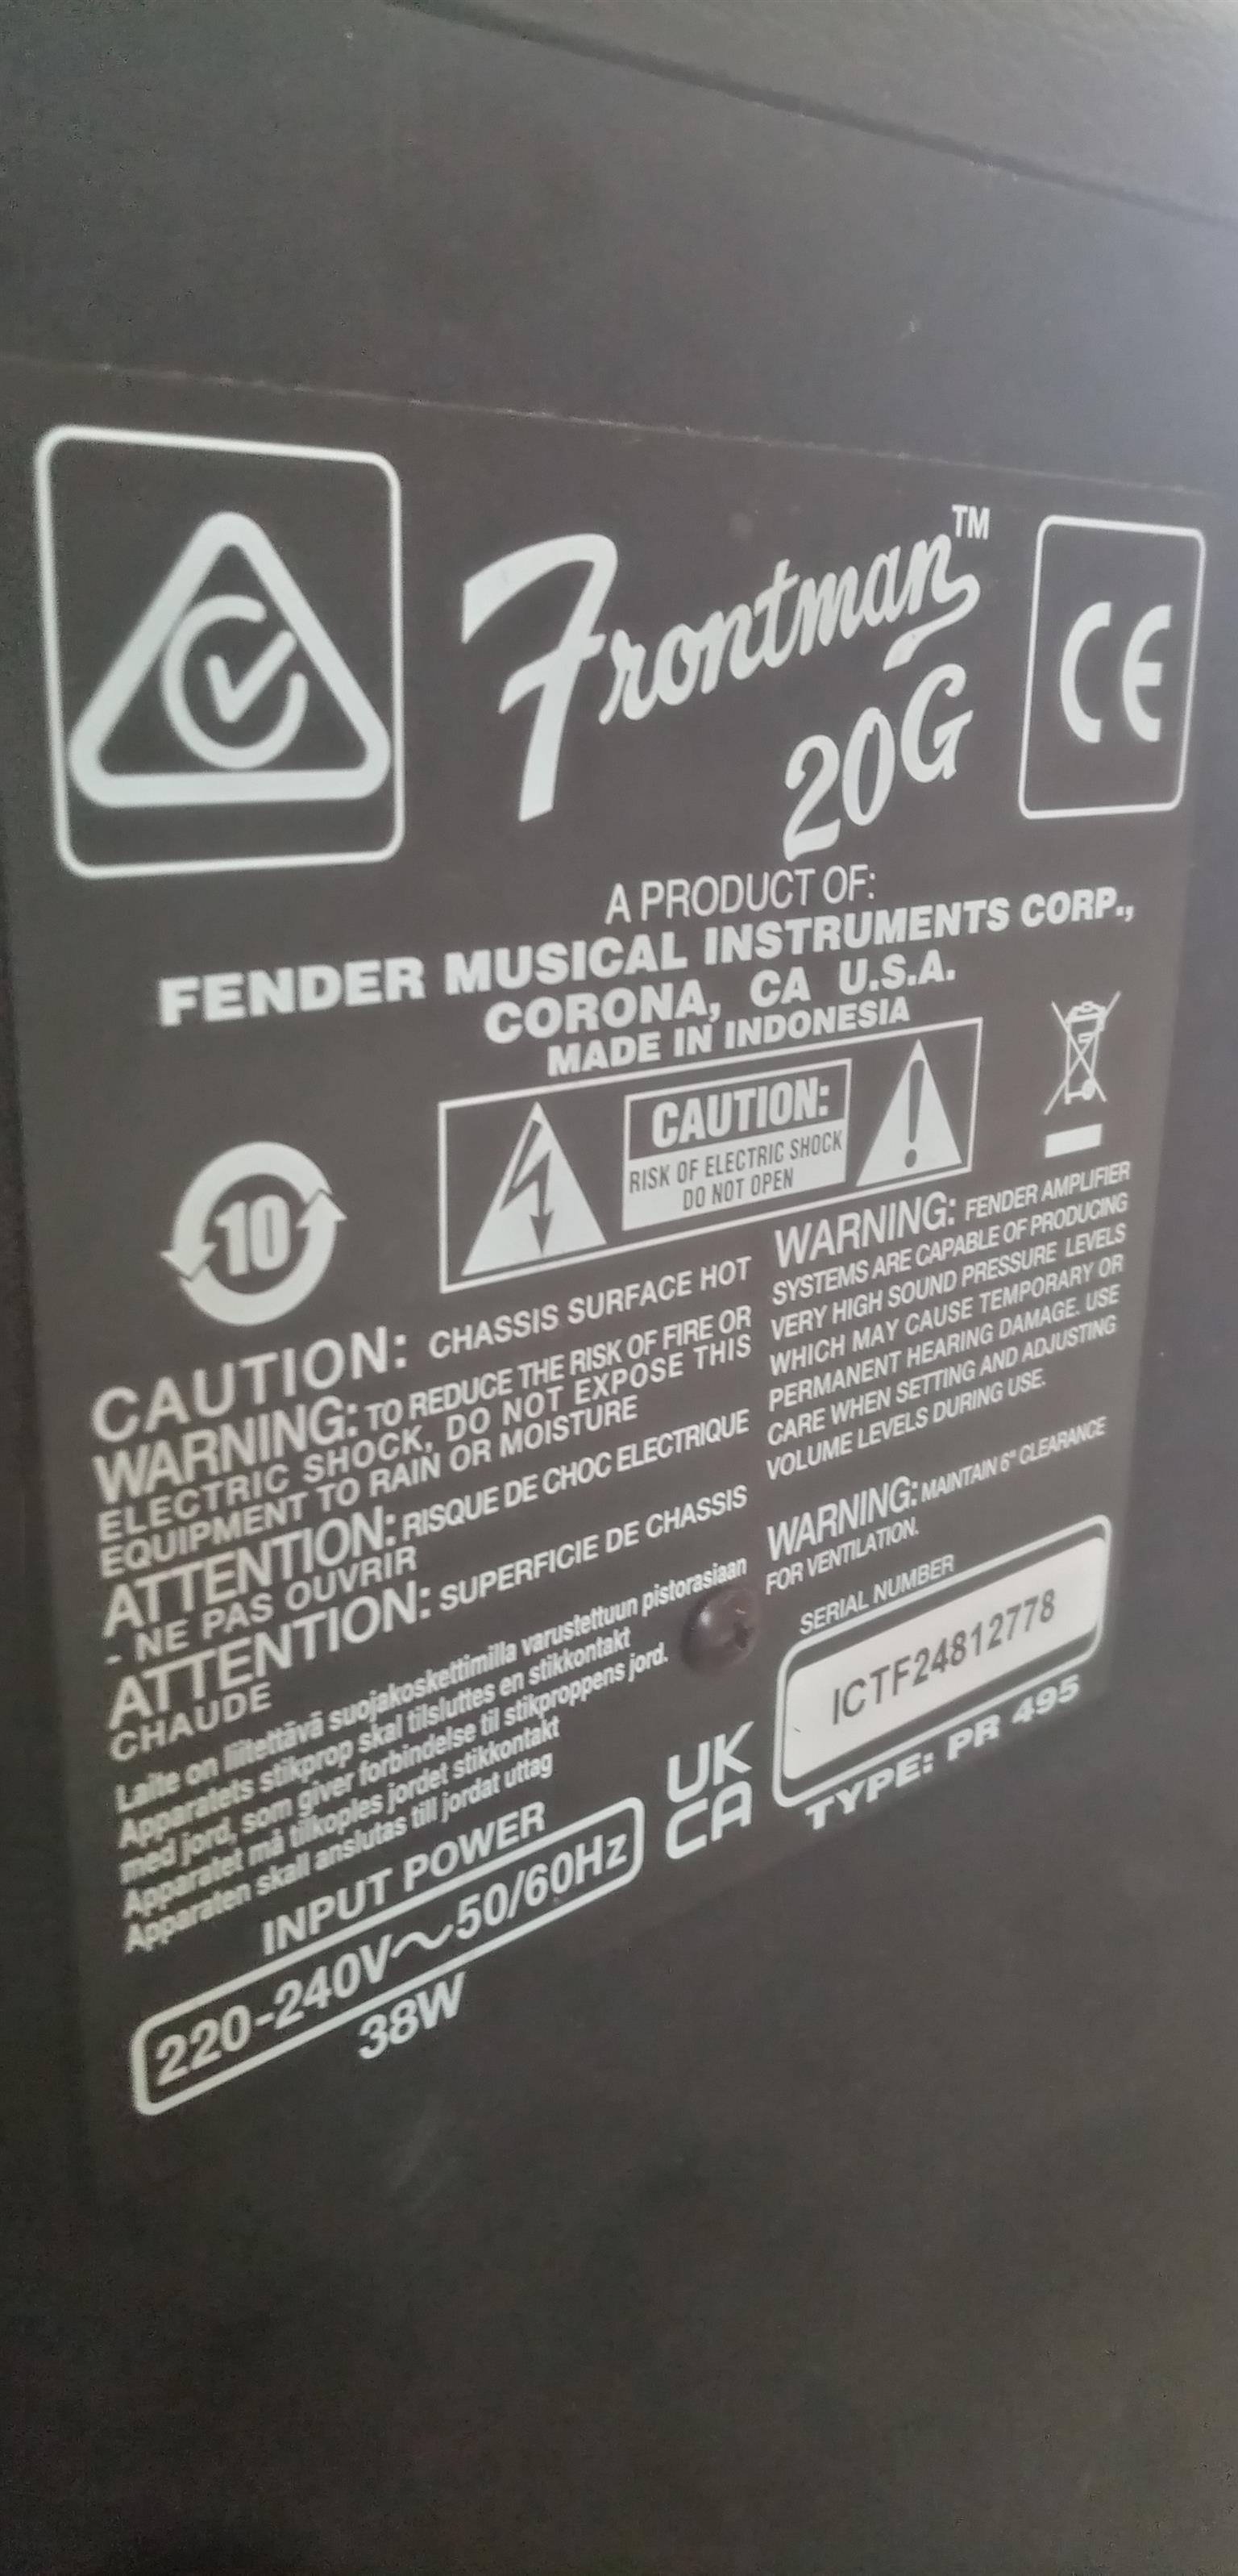 Frontman™
20G
CE
A PRODUCT OF:
FENDER MUSICAL INSTRUMENTS CORP.,
CORONA, CA U.S.A.
MADE IN INDONESIA
10
CAUTION:
RISK OF ELECTRIC SHOCK
DO NOT OPEN
CAUTION: CHASSIS SURFACE HOT
WARNING: TO REDUCE THE RISK OF FIRE OR
ELECTRIC SHOCK, DO NOT EXPOSE THIS
EQUIPMENT TO RAIN OR MOISTURE
ATTENTION: RISQUE DE CHOC ELECTRIQUE
- NE PAS OUVRIR
ATTENTION: SUPERFICIE DE CHASSIS
CHAUDE
Laite on liitettävä suojakoskettimilla varustettuun pistorasiaan
Apparatets stikprop skal tilsluttes en stikkontakt
med jord, som giver forbindelse til stikproppens jord.
Apparatet må tilkoples jordet stikkontakt
Apparaten skall anslutas till jordat uttag
INPUT POWER
220-240V~50/60Hz
38W
WARNING: FENDER AMPLIFIER
SYSTEMS ARE CAPABLE OF PRODUCING
VERY HIGH SOUND PRESSURE LEVELS
WHICH MAY CAUSE TEMPORARY OR
PERMANENT HEARING DAMAGE. USE
CARE WHEN SETTING AND ADJUSTING
VOLUME LEVELS DURING USE.
WARNING: MAINTAIN 6" CLEARANCE
FOR VENTILATION.
SERIAL NUMBER
ICTF24812778
TYPE: PR 495
UK
CA